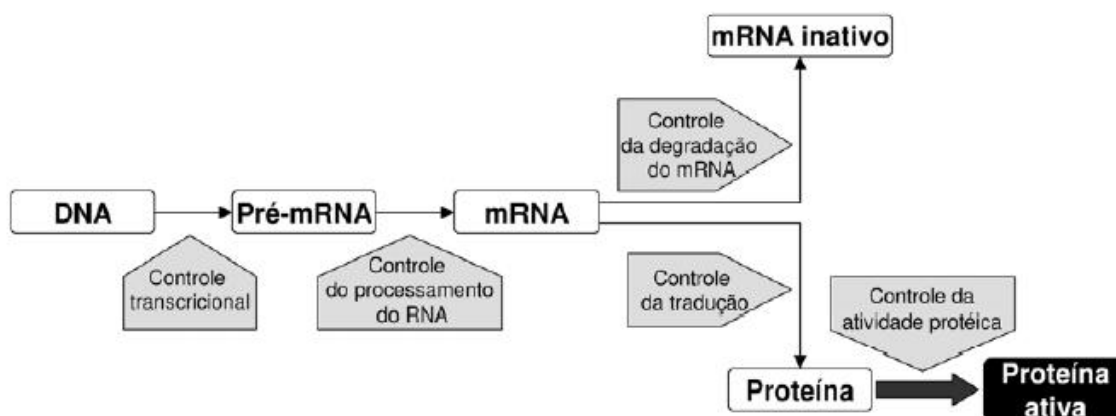 mRNA inativo
Controle
da degradação
do mRNA
DNA
Pré-mRNA
mRNA
Controle
transcricional
Controle
do processamento
do RNA
Controle
da tradução
Controle da
atividade protéica
Proteína
Proteína
ativa